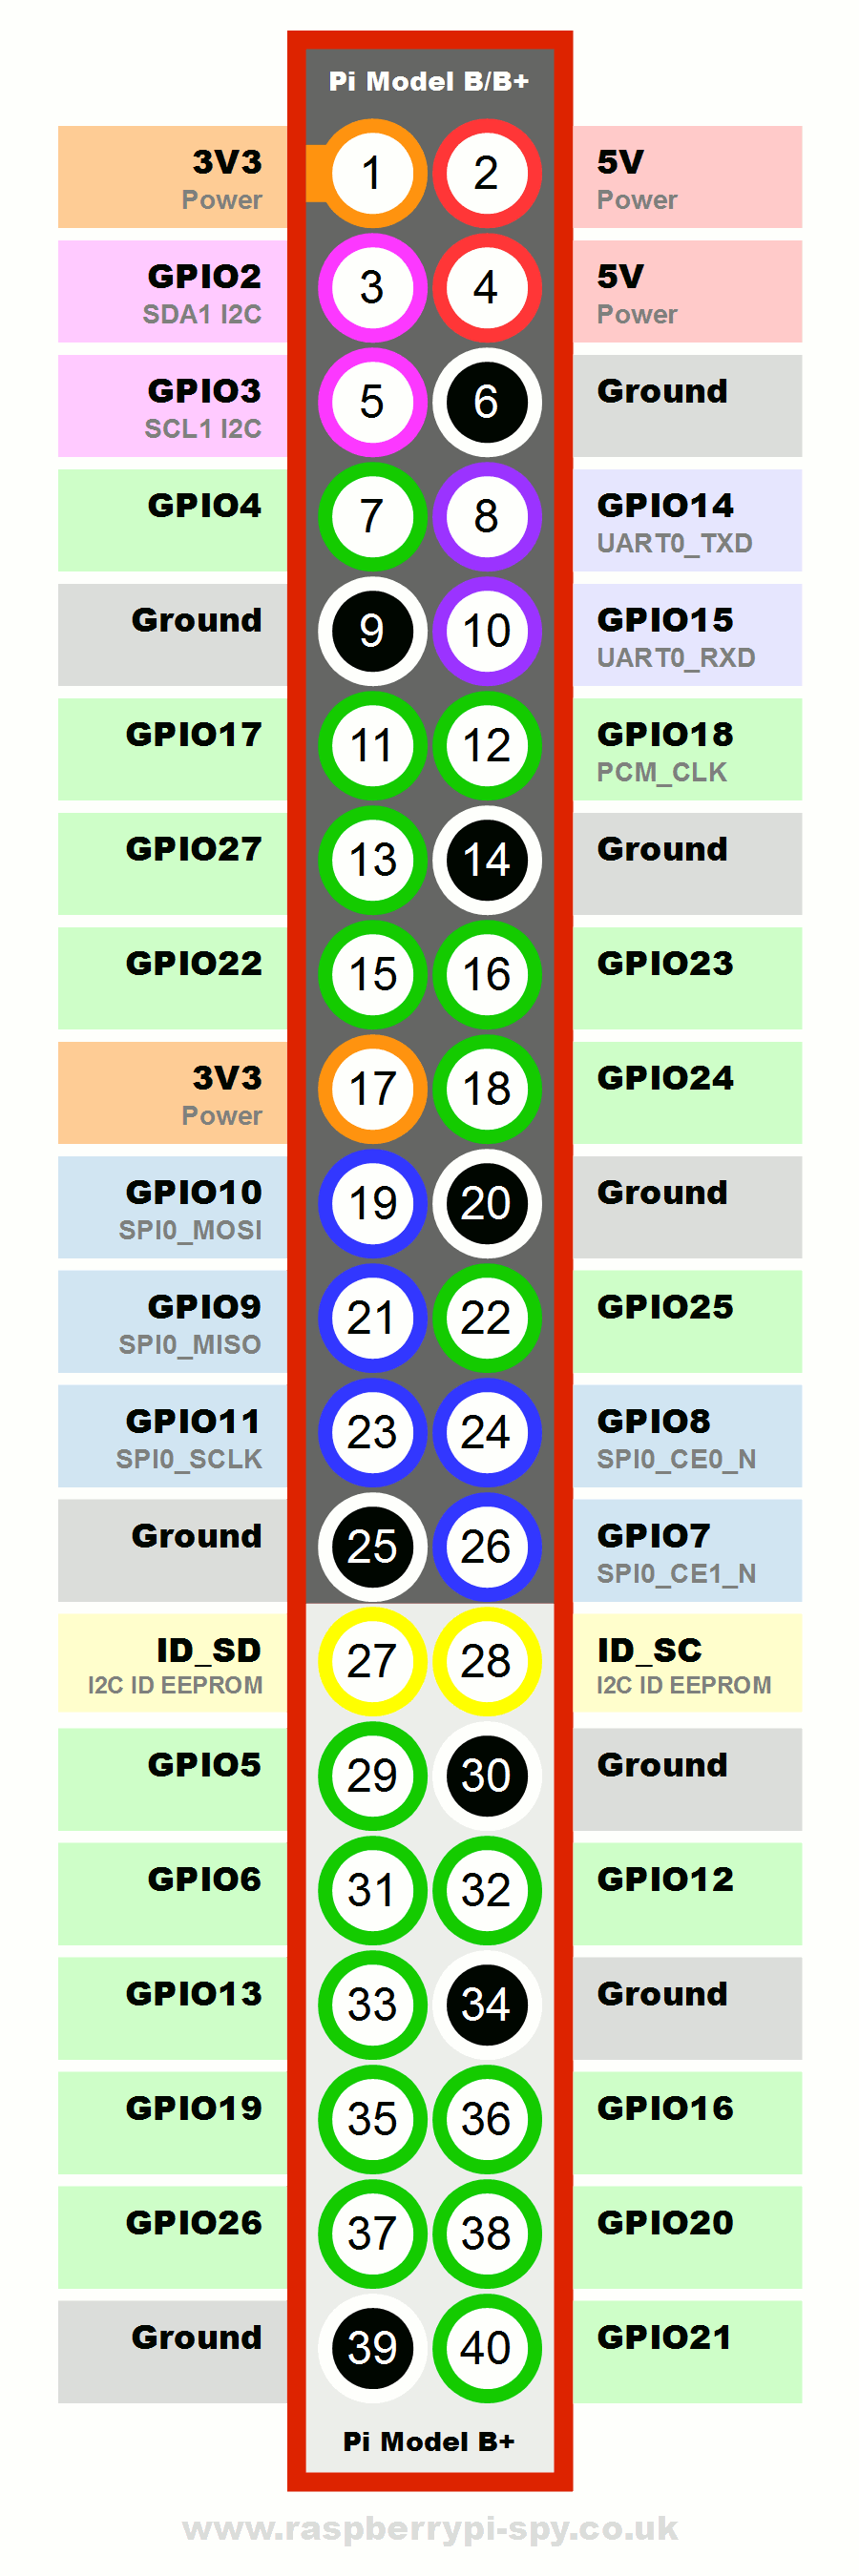 Pi Model B/B+
3V3 1 2 5V
Power Power
GPIO2 3 4 5V
SDA1 I2C Power
GPIO3 5 6 Ground
SCL1 I2C
GPIO4 7 8 GPIO14
UART0_TXD
Ground 9 10 GPIO15
UART0_RXD
GPIO17 11 12 GPIO18
PCM_CLK
GPIO27 13 14 Ground
GPIO22 15 16 GPIO23
3V3 17 18 GPIO24
Power
GPIO10 19 20 Ground
SPI0_MOSI
GPIO9 21 22 GPIO25
SPI0_MISO
GPIO11 23 24 GPIO8
SPI0_SCLK SPI0_CE0_N
Ground 25 26 GPIO7
SPI0_CE1_N
ID_SD 27 28 ID_SC
I2C ID EEPROM I2C ID EEPROM
GPIO5 29 30 Ground
GPIO6 31 32 GPIO12
GPIO13 33 34 Ground
GPIO19 35 36 GPIO16
GPIO26 37 38 GPIO20
Ground 39 40 GPIO21
Pi Model B+
www.raspberrypi-spy.co.uk